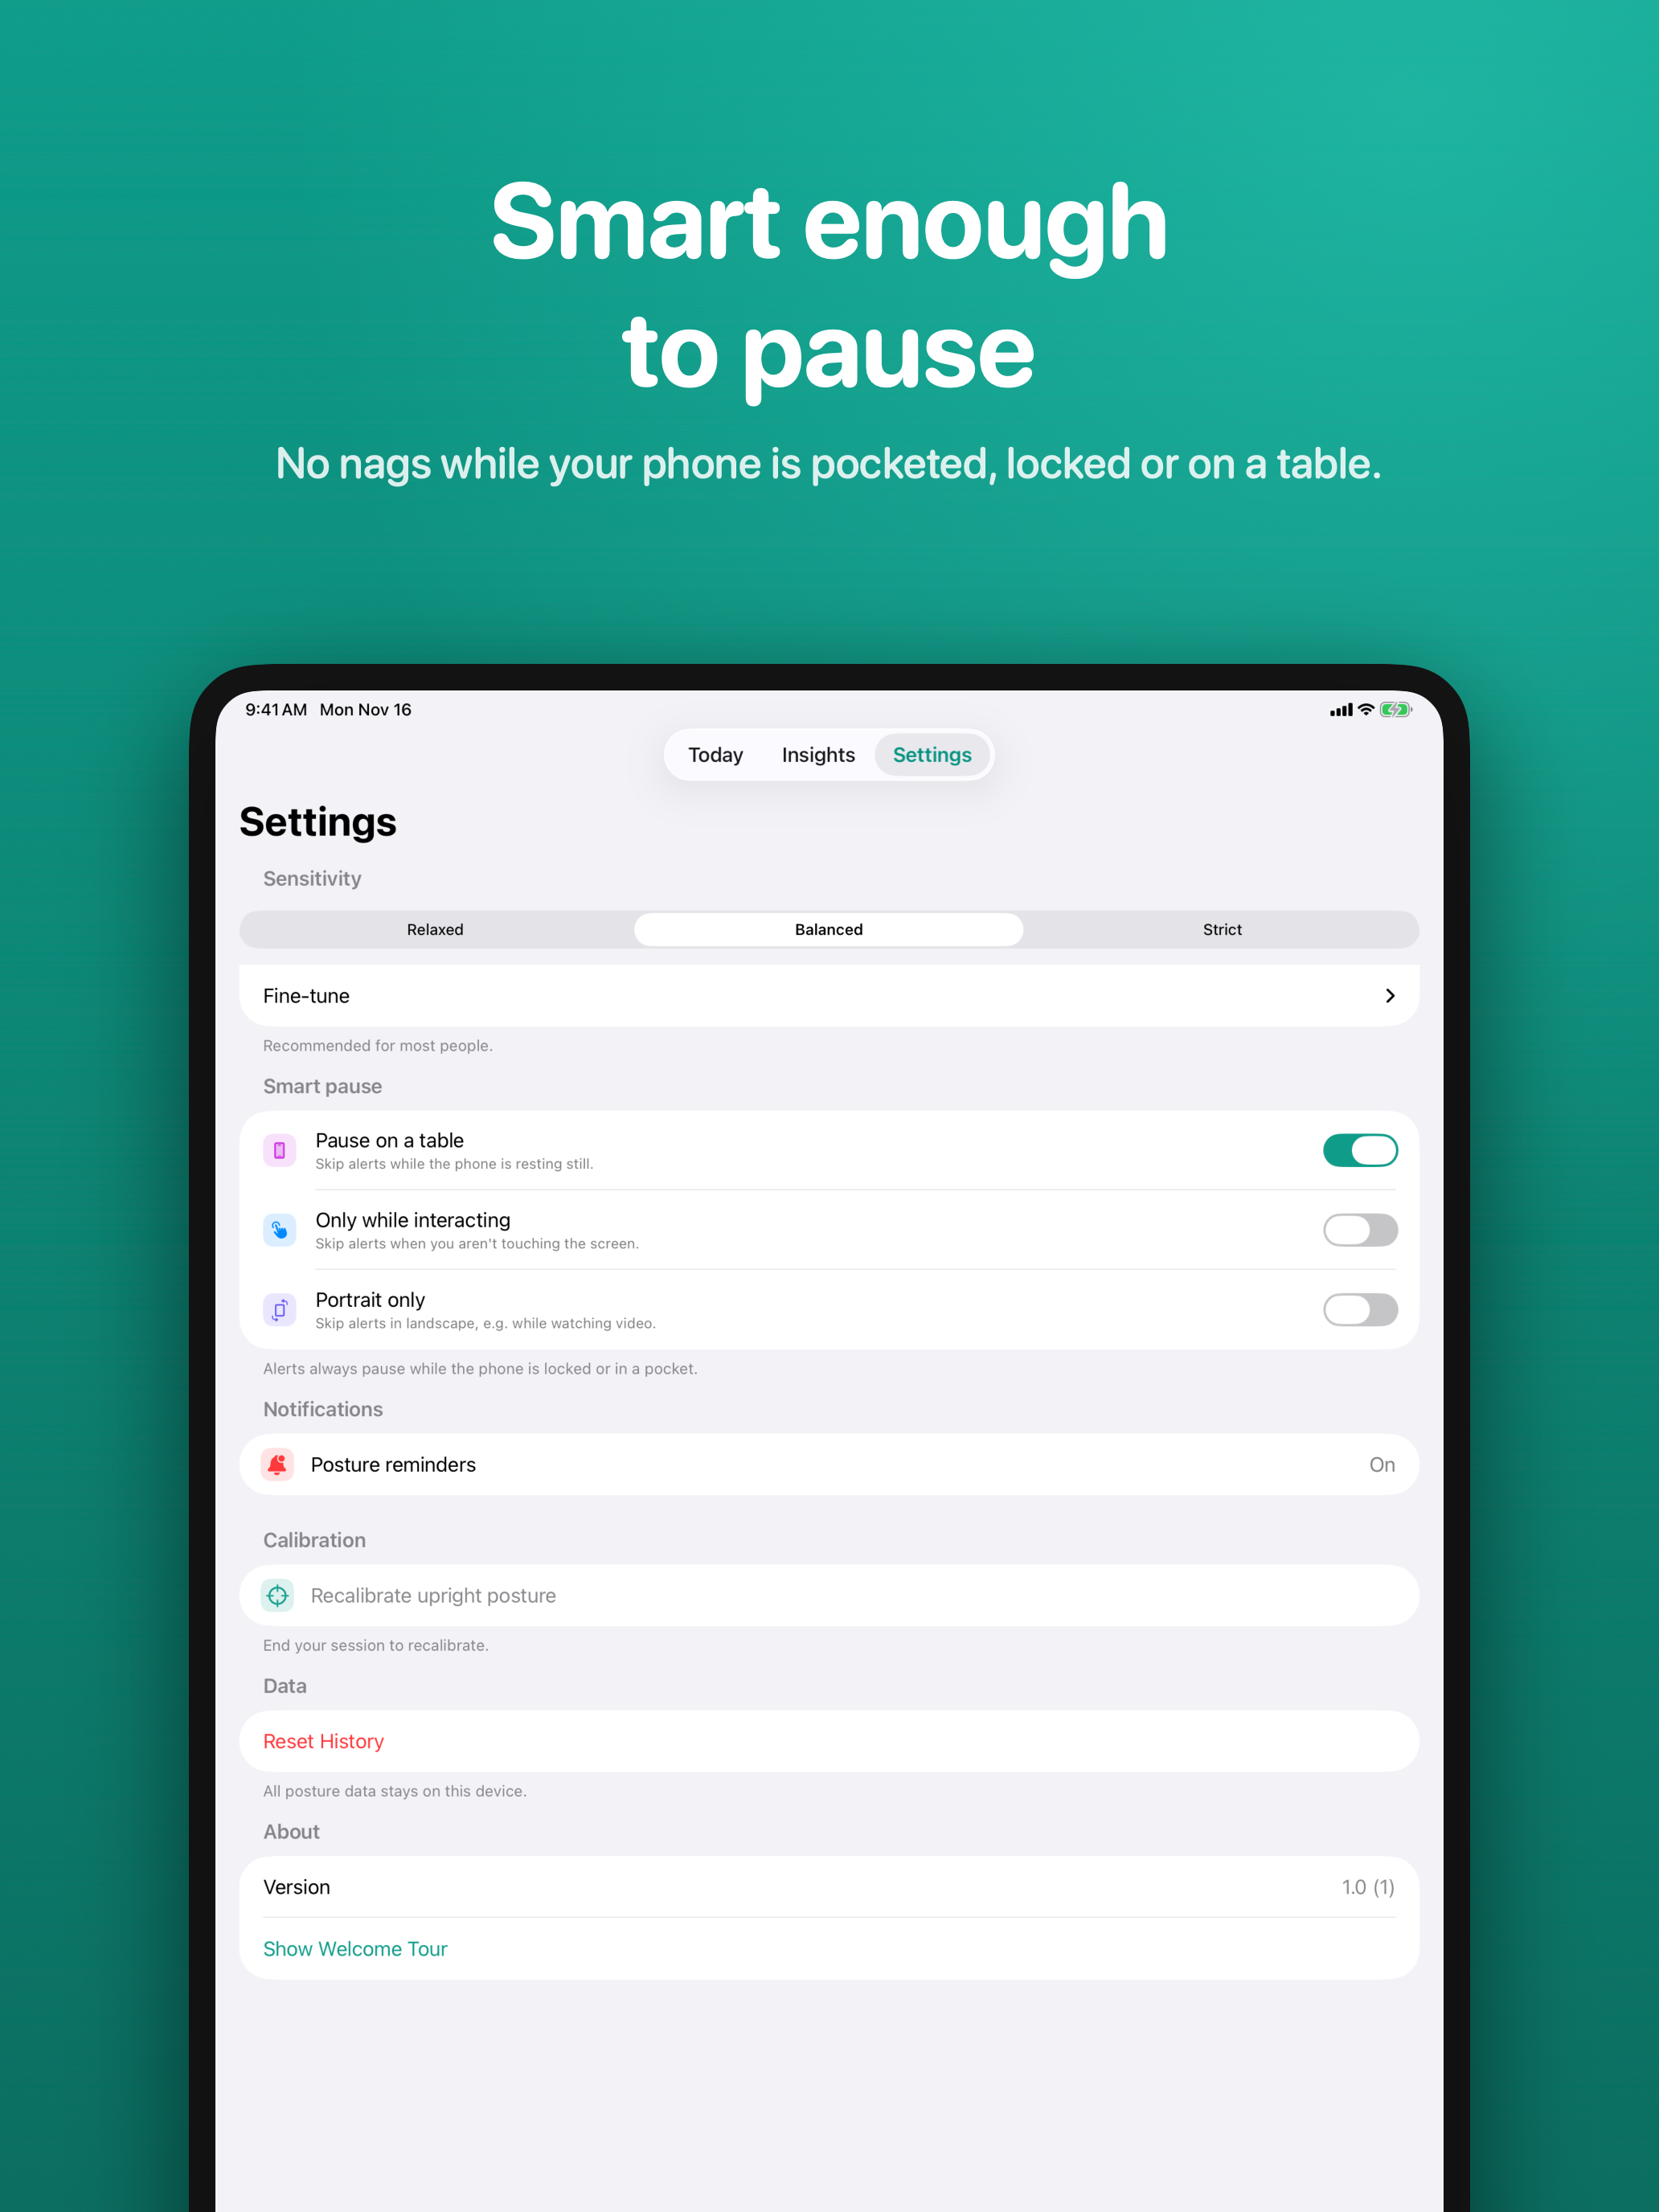 Smart enough
to pause
No nags while your phone is pocketed, locked or on a table.
9:41 AM Mon Nov 16
Today Insights Settings
Settings
Sensitivity
Relaxed Balanced Strict
Fine-tune
Recommended for most people.
Smart pause
Pause on a table
Skip alerts while the phone is resting still.
Only while interacting
Skip alerts when you aren't touching the screen.
Portrait only
Skip alerts in landscape, e.g. while watching video.
Alerts always pause while the phone is locked or in a pocket.
Notifications
Posture reminders On
Calibration
Recalibrate upright posture
End your session to recalibrate.
Data
Reset History
All posture data stays on this device.
About
Version 1.0 (1)
Show Welcome Tour